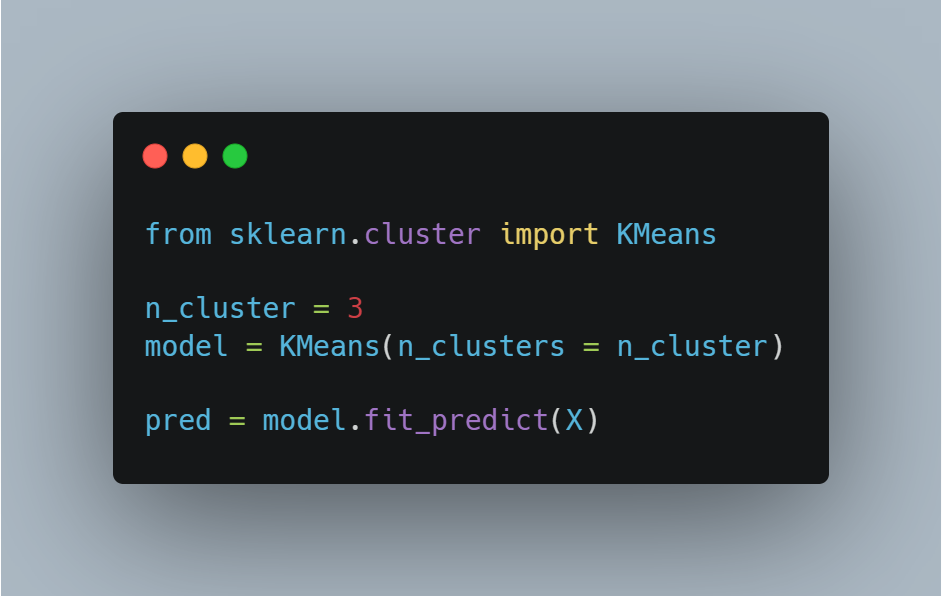 from sklearn.cluster import KMeans
n_cluster = 3
model = KMeans(n_clusters = n_cluster)
pred = model.fit_predict(X)